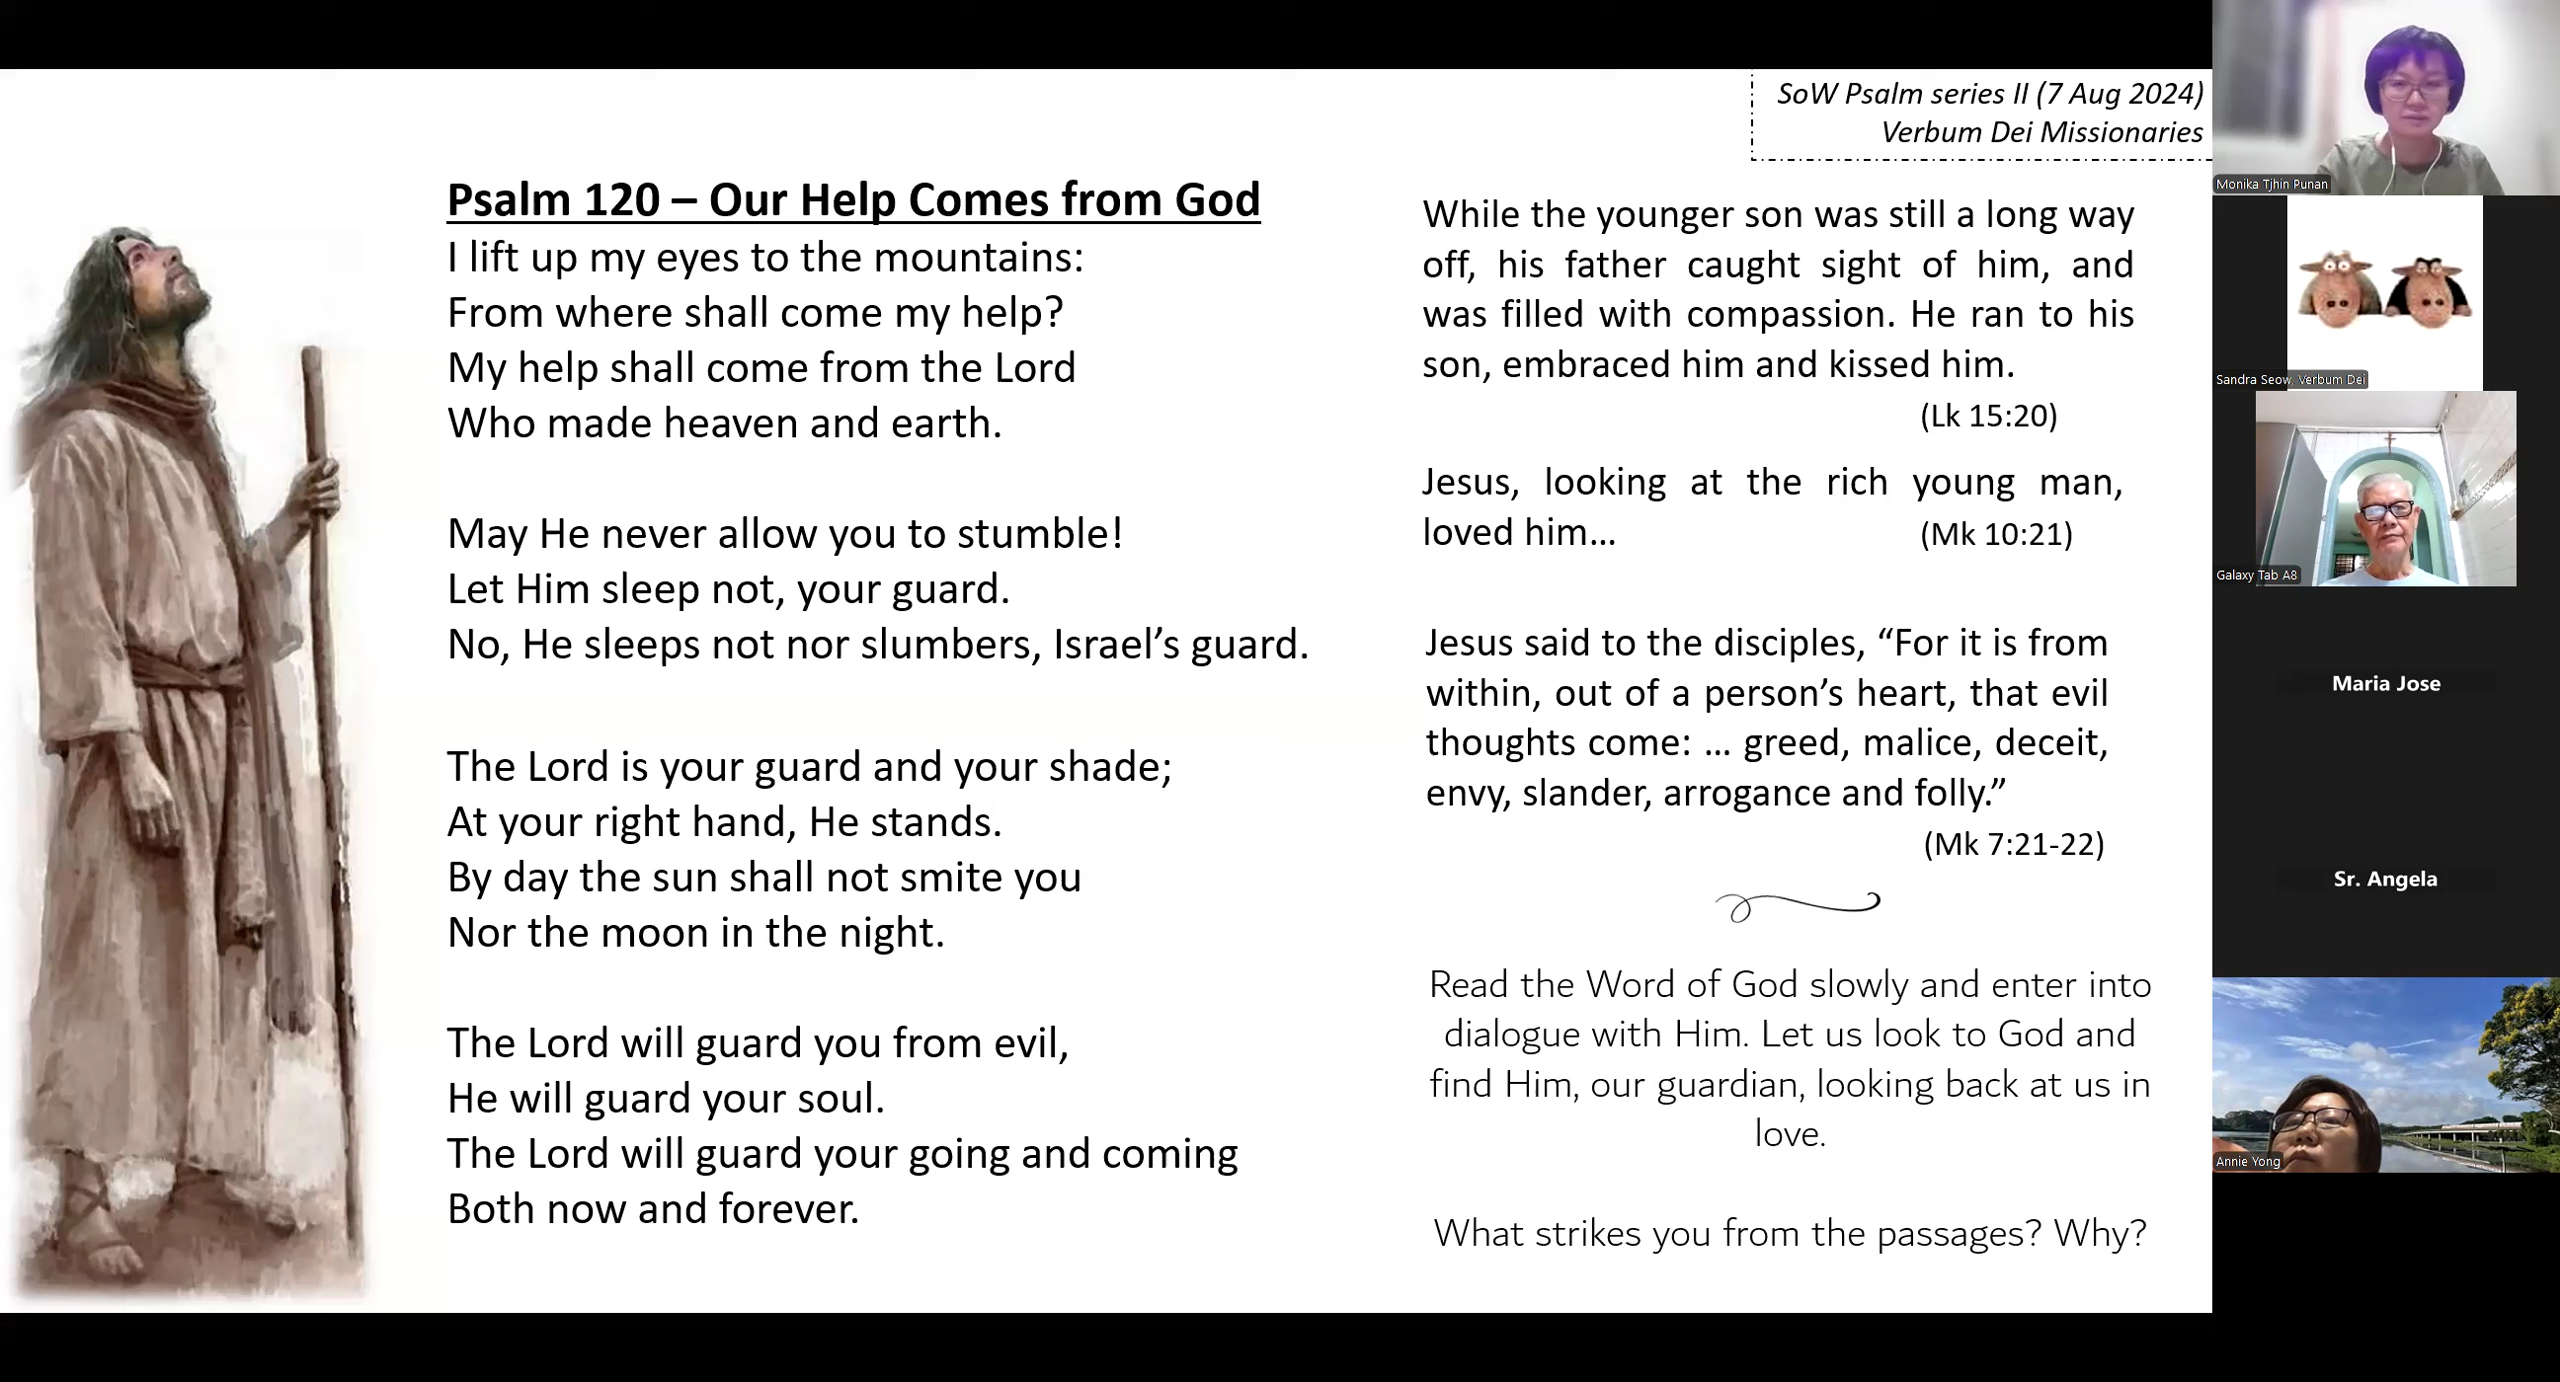 SoW Psalm series II (7 Aug 2024)
Verbum Dei Missionaries
Psalm 120 – Our Help Comes from God
I lift up my eyes to the mountains:
From where shall come my help?
My help shall come from the Lord
Who made heaven and earth.
May He never allow you to stumble!
Let Him sleep not, your guard.
No, He sleeps not nor slumbers, Israel’s guard.
The Lord is your guard and your shade;
At your right hand, He stands.
By day the sun shall not smite you
Nor the moon in the night.
The Lord will guard you from evil,
He will guard your soul.
The Lord will guard your going and coming
Both now and forever.
While the younger son was still a long way
off, his father caught sight of him, and
was filled with compassion. He ran to his
son, embraced him and kissed him.
(Lk 15:20)
Jesus, looking at the rich young man,
loved him… (Mk 10:21)
Jesus said to the disciples, “For it is from
within, out of a person’s heart, that evil
thoughts come: … greed, malice, deceit,
envy, slander, arrogance and folly.”
(Mk 7:21-22)
Read the Word of God slowly and enter into
dialogue with Him. Let us look to God and
find Him, our guardian, looking back at us in
love.
What strikes you from the passages? Why?
Monika Tjhin Punan
Sandra Seow, Verbum Dei
Galaxy Tab A8
Maria Jose
Sr. Angela
Annie Yong